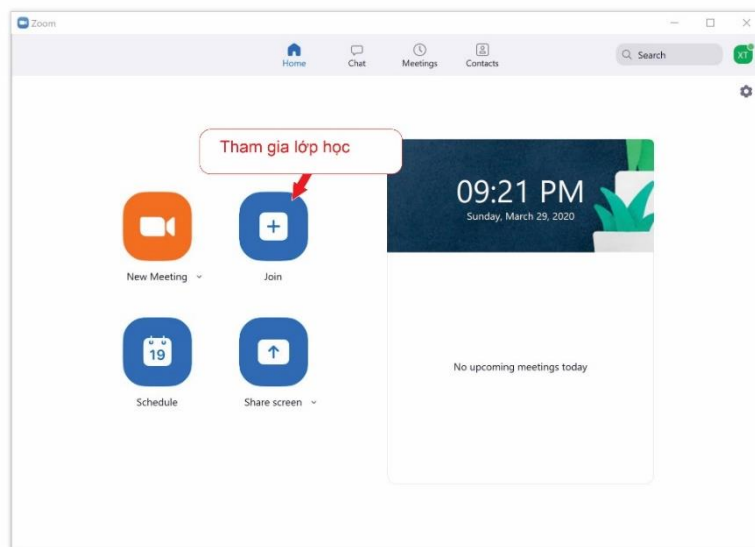 Zoom
Home
Chat
Meetings
Contacts
Search
XT
Tham gia lớp học
09:21 PM
Sunday, March 29, 2020
New Meeting
Join
19
Schedule
Share screen
No upcoming meetings today